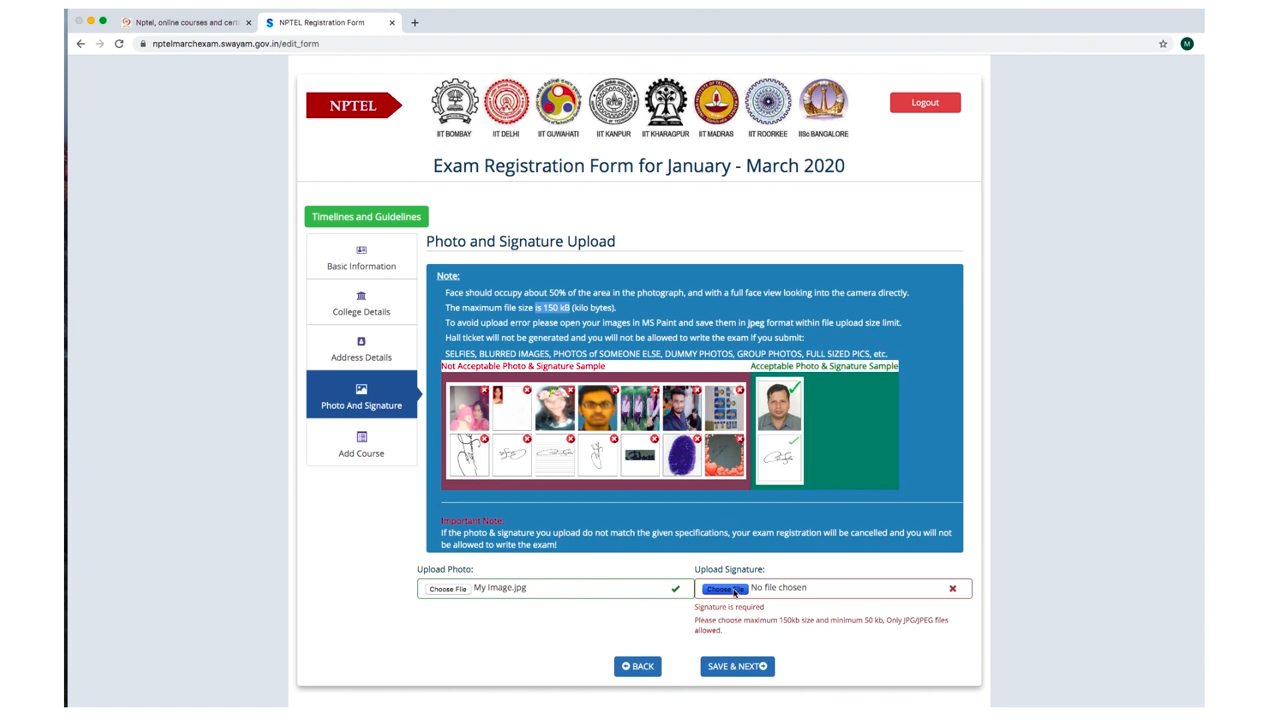 Nptel, online courses and certi
NPTEL Registration Form
nptelmarchexam.swayam.gov.in/edit_form
M
NPTEL
Logout
IIT BOMBAY IIT DELHI IIT GUWAHATI IIT KANPUR IIT KHARAGPUR IIT MADRAS IIT ROORKEE IISc BANGALORE
Exam Registration Form for January - March 2020
Timelines and Guidelines
Basic Information
College Details
Address Details
Photo And Signature
Add Course
Photo and Signature Upload
Note:
Face should occupy about 50% of the area in the photograph, and with a full face view looking into the camera directly.
The maximum file size is 150 kB (kilo bytes).
To avoid upload error please open your images in MS Paint and save them in jpeg format within file upload size limit.
Hall ticket will not be generated and you will not be allowed to write the exam if you submit:
SELFIES, BLURRED IMAGES, PHOTOS of SOMEONE ELSE, DUMMY PHOTOS, GROUP PHOTOS, FULL SIZED PICS, etc.
Not Acceptable Photo & Signature Sample
Acceptable Photo & Signature Sample
Important Note:
If the photo & signature you upload do not match the given specifications, your exam registration will be cancelled and you will not
be allowed to write the exam!
Upload Photo:
Choose File My Image.jpg
Upload Signature:
Choose File No file chosen
Signature is required
Please choose maximum 150kb size and minimum 50 kb, Only JPG/JPEG files
allowed.
BACK
SAVE & NEXT